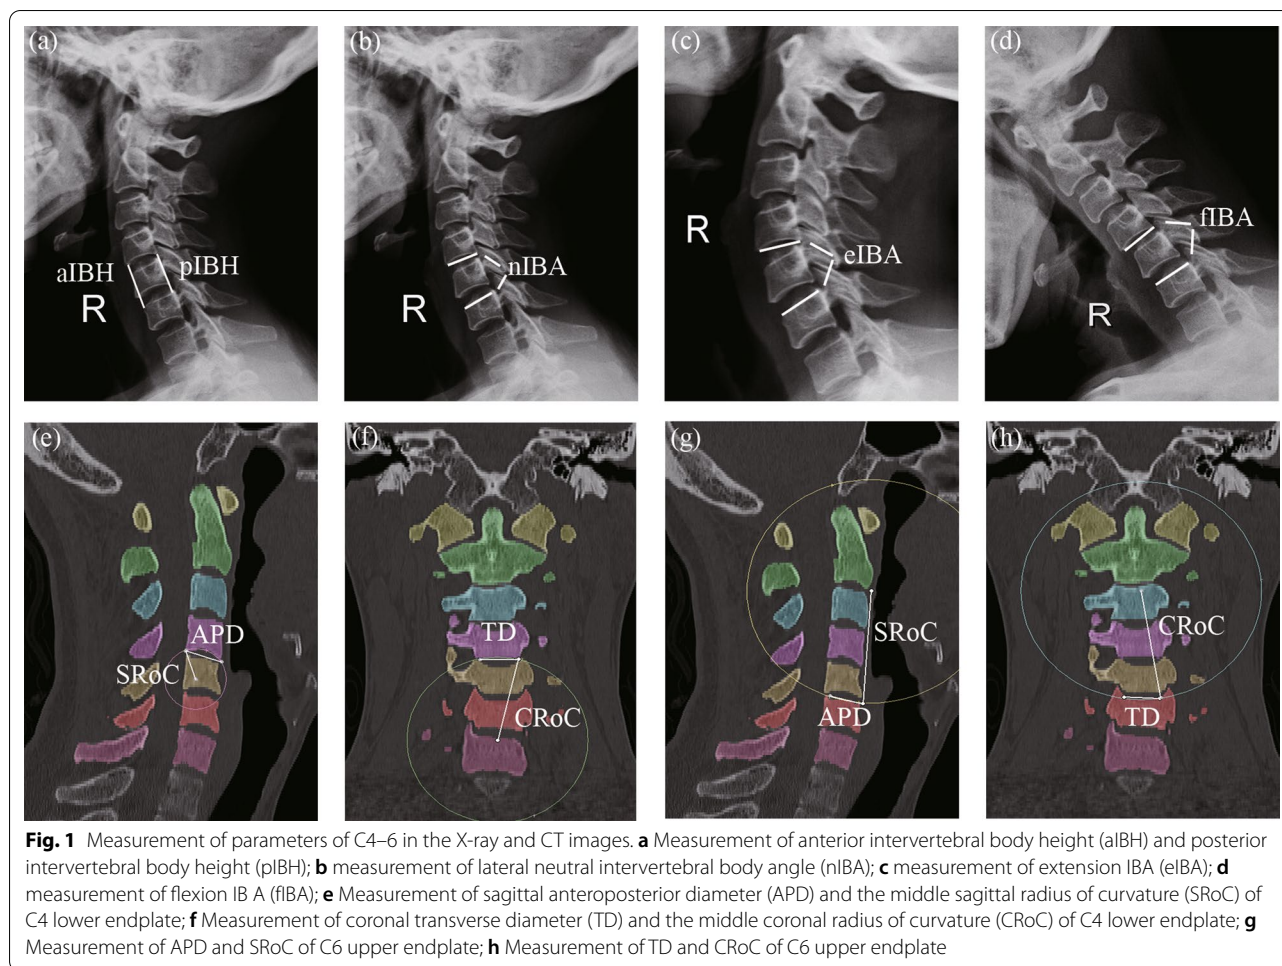 (a)
(b)
(c)
(d)
aIBH
pIBH
R
nIBA
R
R
eIBA
fIBA
R
(e)
(f)
(g)
(h)
APD
SRoC
TD
CRoC
SRoC
APD
CRoC
TD
Fig. 1 Measurement of parameters of C4–6 in the X-ray and CT images. a Measurement of anterior intervertebral body height (aIBH) and posterior
intervertebral body height (pIBH); b measurement of lateral neutral intervertebral body angle (nIBA); c measurement of extension IBA (eIBA); d
measurement of flexion IB A (fIBA); e Measurement of sagittal anteroposterior diameter (APD) and the middle sagittal radius of curvature (SRoC) of
C4 lower endplate; f Measurement of coronal transverse diameter (TD) and the middle coronal radius of curvature (CRoC) of C4 lower endplate; g
Measurement of APD and SRoC of C6 upper endplate; h Measurement of TD and CRoC of C6 upper endplate